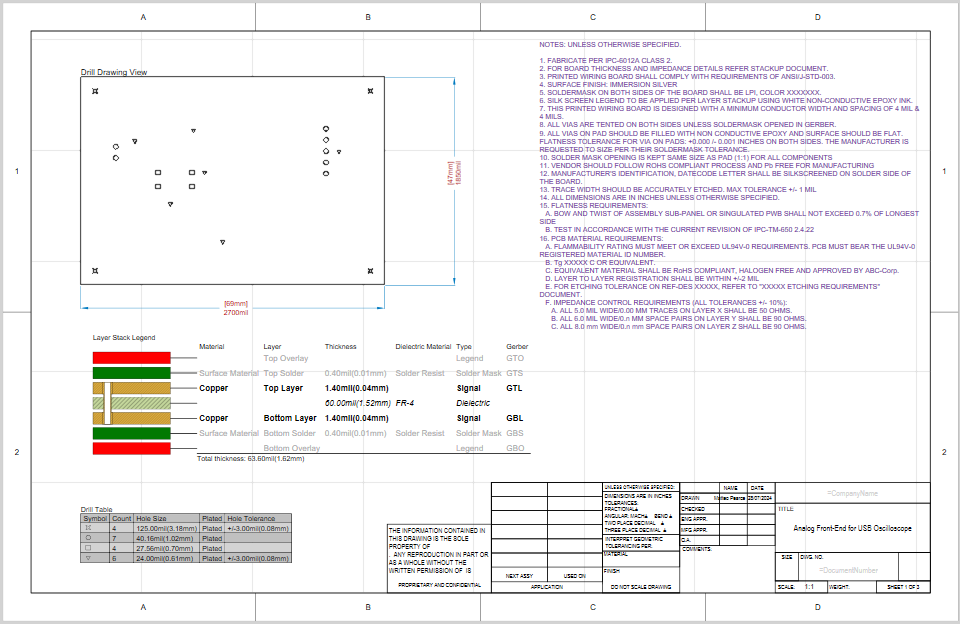 A B C D
Drill Drawing View
[47mm]
1850mil
[69mm]
2700mil
NOTES: UNLESS OTHERWISE SPECIFIED.
1. FABRICATE PER IPC-6012A CLASS 2.
2. FOR BOARD THICKNESS AND IMPEDANCE DETAILS REFER STACKUP DOCUMENT.
3. PRINTED WIRING BOARD SHALL COMPLY WITH REQUIREMENTS OF ANSI/J-STD-003.
4. SURFACE FINISH: IMMERSION SILVER
5. SOLDERMASK ON BOTH SIDES OF THE BOARD SHALL BE LPI, COLOR XXXXXXX.
6. SILK SCREEN LEGEND TO BE APPLIED PER LAYER STACKUP USING WHITE NON-CONDUCTIVE EPOXY INK.
7. THIS PRINTED WIRING BOARD IS DESIGNED WITH A MINIMUM CONDUCTOR WIDTH AND SPACING OF 4 MIL &
4 MILS.
8. ALL VIAS ARE TENTED ON BOTH SIDES UNLESS SOLDERMASK OPENED IN GERBER.
9. ALL VIAS ON PAD SHOULD BE FILLED WITH NON CONDUCTIVE EPOXY AND SURFACE SHOULD BE FLAT.
FLATNESS TOLERANCE FOR VIA ON PADS: +0.000 /- 0.001 INCHES ON BOTH SIDES. THE MANUFACTURER IS
REQUESTED TO SIZE PER THEIR SOLDERMASK TOLERANCE.
10. SOLDER MASK OPENING IS KEPT SAME SIZE AS PAD (1:1) FOR ALL COMPONENTS
11. VENDOR SHOULD FOLLOW ROHS COMPLIANT PROCESS AND Pb FREE FOR MANUFACTURING
12. MANUFACTURER'S IDENTIFICATION, DATECODE LETTER SHALL BE SILKSCREENED ON SOLDER SIDE OF
THE BOARD.
13. TRACE WIDTH SHOULD BE ACCURATELY ETCHED. MAX TOLERANCE +/- 1 MIL
14. ALL DIMENSIONS ARE IN INCHES UNLESS OTHERWISE SPECIFIED.
15. FLATNESS REQUIREMENTS:
A. BOW AND TWIST OF ASSEMBLY SUB-PANEL OR SINGULATED PWB SHALL NOT EXCEED 0.7% OF LONGEST
SIDE
B. TEST IN ACCORDANCE WITH THE CURRENT REVISION OF IPC-TM-650 2.4.22
16. PCB MATERIAL REQUIREMENTS:
A. FLAMMABILITY RATING MUST MEET OR EXCEED UL94V-0 REQUIREMENTS. PCB MUST BEAR THE UL94V-0
REGISTERED MATERIAL ID NUMBER.
B. Tg XXXXX C OR EQUIVALENT.
C. EQUIVALENT MATERIAL SHALL BE RoHS COMPLIANT, HALOGEN FREE AND APPROVED BY ABC-Corp.
D. LAYER TO LAYER REGISTRATION SHALL BE WITHIN +/-2 MIL
E. FOR ETCHING TOLERANCE ON REF-DES XXXXX, REFER TO "XXXXX ETCHING REQUIREMENTS"
DOCUMENT.
F. IMPEDANCE CONTROL REQUIREMENTS (ALL TOLERANCES +/- 10%):
A. ALL 5.0 MIL WIDE/0.00 MM TRACES ON LAYER X SHALL BE 50 OHMS.
B. ALL 6.0 MIL WIDE/0.n MM SPACE PAIRS ON LAYER Y SHALL BE 90 OHMS.
C. ALL 8.0 mm WIDE/0.n mm SPACE PAIRS ON LAYER Z SHALL BE 90 OHMS.
1 1
Layer Stack Legend
Material Layer Thickness Dielectric Material Type Gerber
Top Overlay Legend GTO
Surface Material Top Solder 0.40mil(0.01mm) Solder Resist Solder Mask GTS
Copper Top Layer 1.40mil(0.04mm) Signal GTL
60.00mil(1.52mm) FR-4 Dielectric
Copper Bottom Layer 1.40mil(0.04mm) Signal GBL
Surface Material Bottom Solder 0.40mil(0.01mm) Solder Resist Solder Mask GBS
Bottom Overlay Legend GBO
Total thickness: 63.60mil(1.62mm)
2 2
Drill Table
Symbol Count Hole Size Plated Hole Tolerance
4 125.00mil(3.18mm) Plated +/-3.00mil(0.08mm)
7 40.16mil(1.02mm) Plated
4 27.56mil(0.70mm) Plated
6 24.00mil(0.61mm) Plated +/-3.00mil(0.08mm)
THE INFORMATION CONTAINED IN
THIS DRAWING IS THE SOLE
PROPERTY OF
. ANY REPRODUCTION IN PART OR
AS A WHOLE WITHOUT THE
WRITTEN PERMISSION OF IS
PROPRIETARY AND CONFIDENTIAL
NEXT ASSY USED ON
APPLICATION
UNLESS OTHERWISE SPECIFIED:
DIMENSIONS ARE IN INCHES
TOLERANCES:
FRACTIONAL±
ANGULAR: MACH± BEND ±
TWO PLACE DECIMAL ±
THREE PLACE DECIMAL ±
INTERPRET GEOMETRIC
TOLERANCING PER:
MATERIAL
FINISH
DO NOT SCALE DRAWING
NAME DATE
DRAWN Matteo Pearce 28/07/2024
CHECKED
ENG APPR.
MFG APPR.
Q.A.
COMMENTS:
=CompanyName
TITLE
Analog Front-End for USB Oscilloscope
SIZE DWG. NO.
=DocumentNumber
SCALE: 1:1 WEIGHT: SHEET 1 OF 3
A B C D